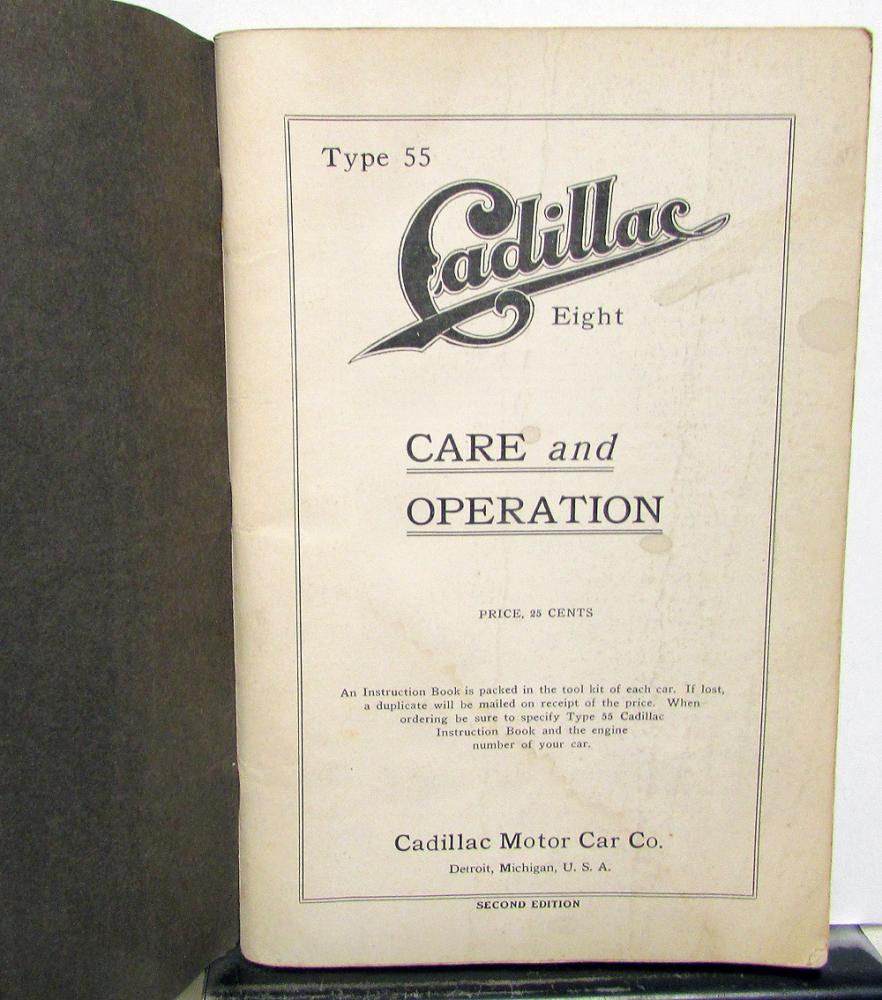 Type 55
Cadillac
Eight
CARE and
OPERATION
PRICE, 25 CENTS
An Instruction Book is packed in the tool kit of each car. If lost,
a duplicate will be mailed on receipt of the price. When
ordering be sure to specify Type 55 Cadillac
Instruction Book and the engine
number of your car.
Cadillac Motor Car Co.
Detroit, Michigan, U. S. A.
SECOND EDITION